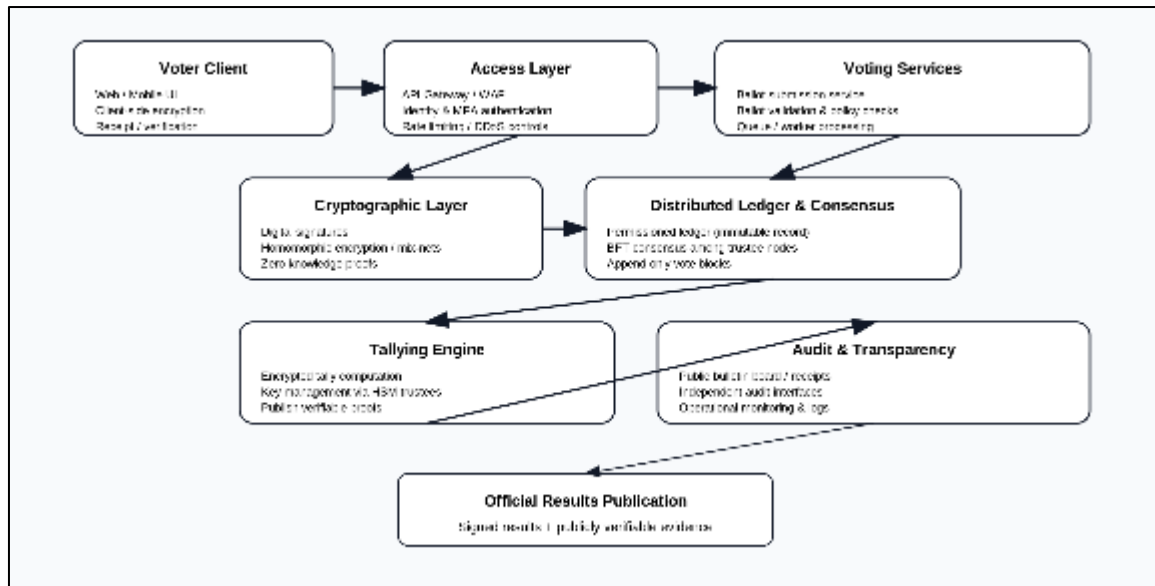 Voter Client
Web / Mobile UI
Client-side encryption
Receipt / verification
Access Layer
API Gateway / WAF
Identity & MFA authentication
Rate limiting / DDoS controls
Voting Services
Ballot submission service
Ballot validation & policy checks
Queue / worker processing
Cryptographic Layer
Digital signatures
Homomorphic encryption / mixnets
Zero-knowledge proofs
Distributed Ledger & Consensus
Permissioned ledger (immutable record)
BFT consensus among trustee nodes
Append-only vote blocks
Tallying Engine
Encrypted tally computation
Key management via HSM/trustees
Publish verifiable proofs
Audit & Transparency
Public bulletin board / receipts
Independent audit interfaces
Operational monitoring & logs
Official Results Publication
Signed results + publicly verifiable evidence